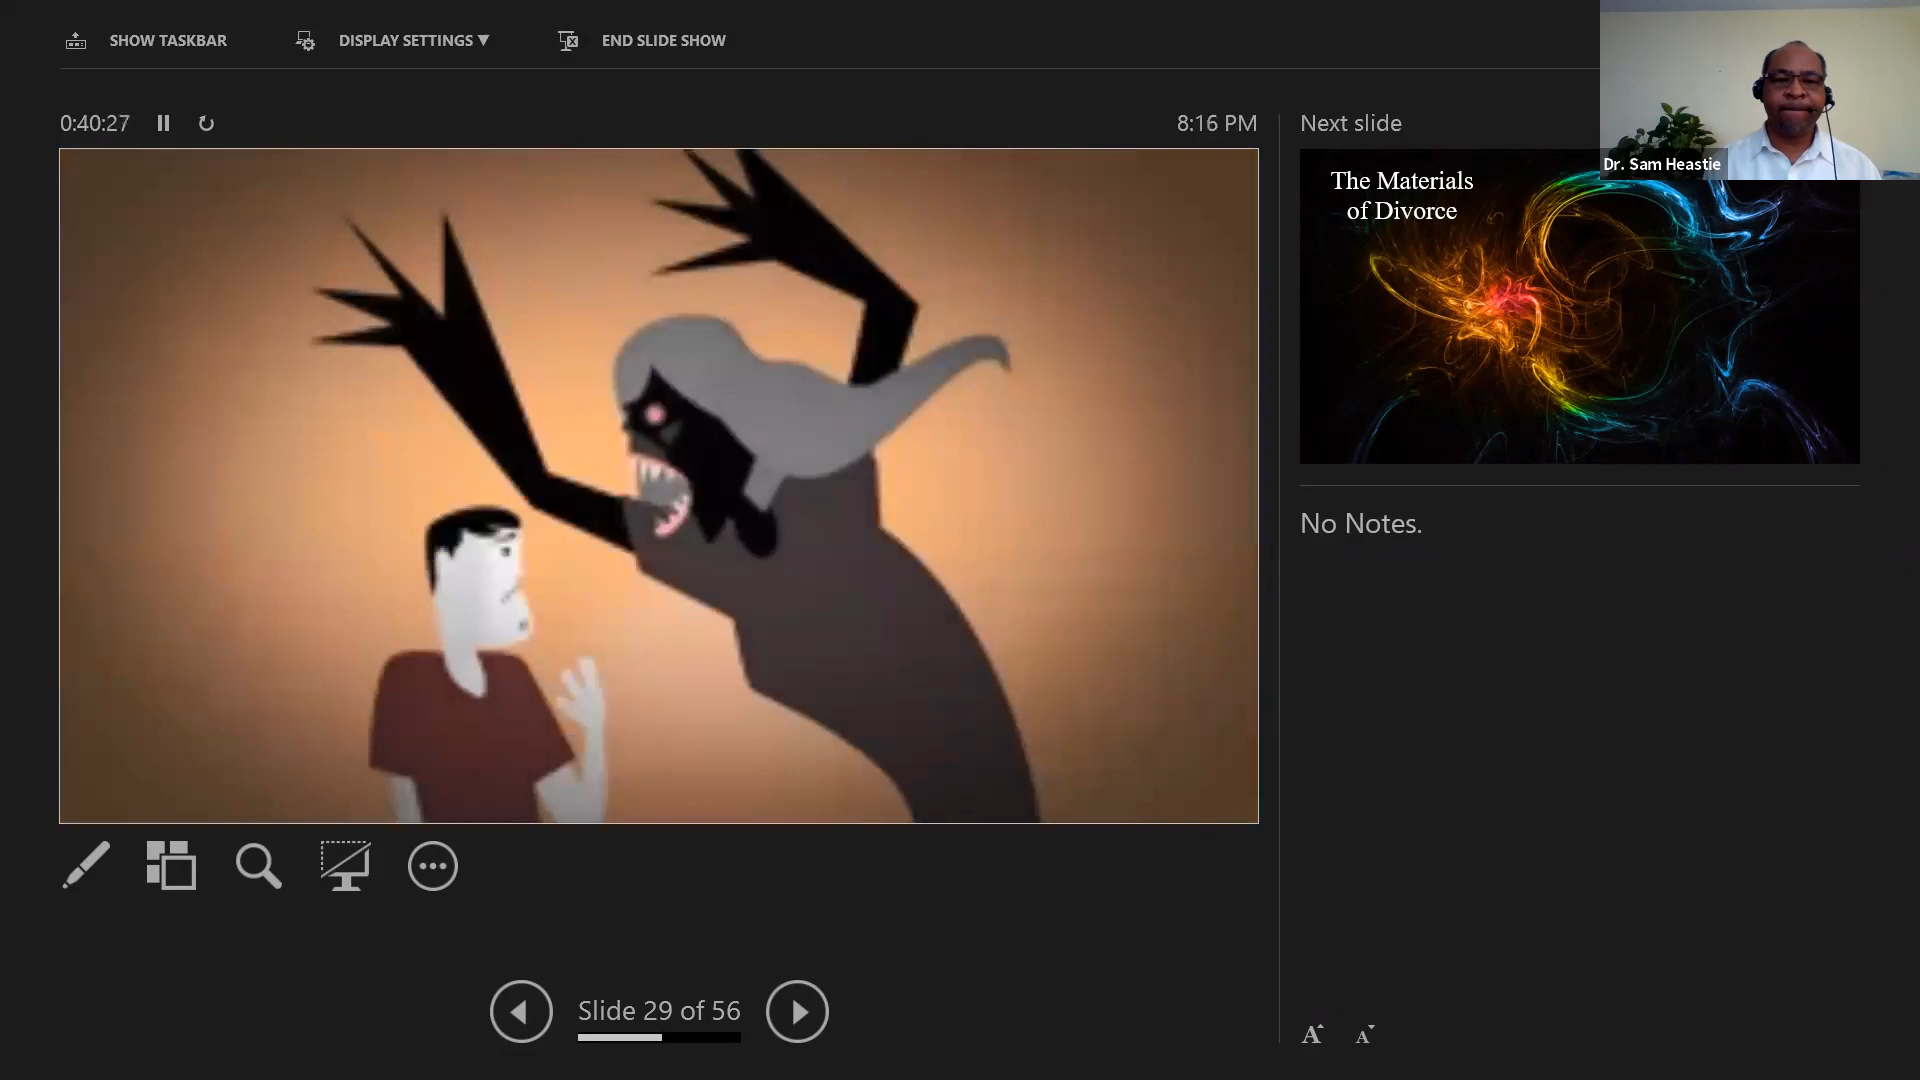 SHOW TASKBAR
DISPLAY SETTINGS ▼
END SLIDE SHOW
0:40:27
8:16 PM
Next slide
Dr. Sam Heastie
The Materials
of Divorce
No Notes.
Slide 29 of 56
A
A